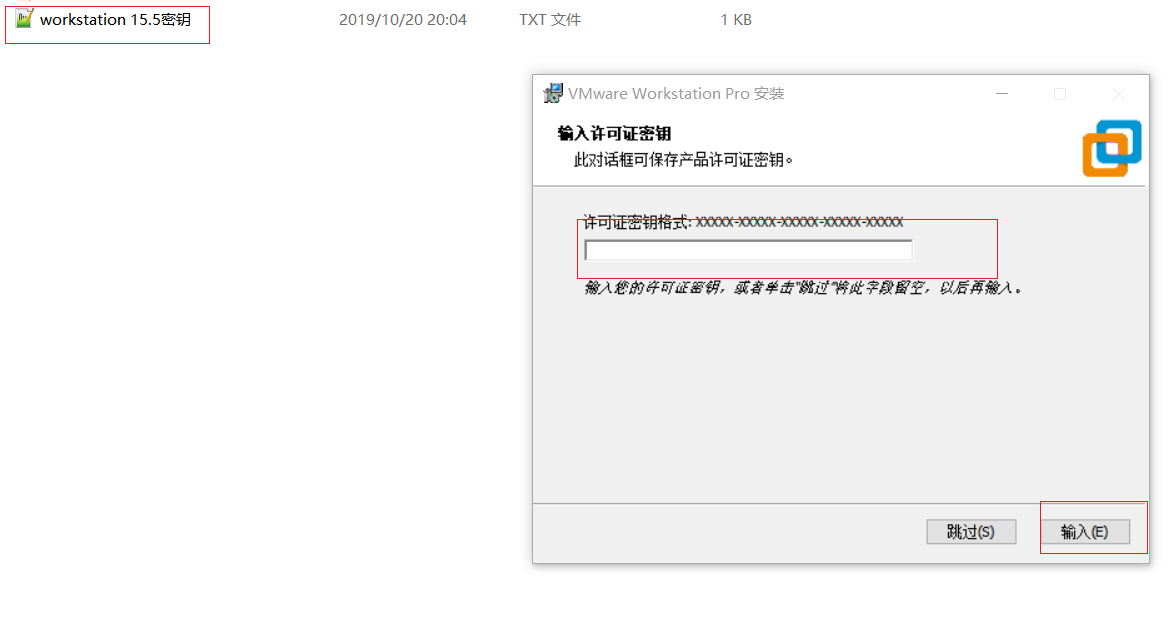 workstation 15.5密钥 2019/10/20 20:04 TXT 文件 1 KB
VMware Workstation Pro 安装
输入许可证密钥
此对话框可保存产品许可证密钥。
许可证密钥格式: XXXXX-XXXXX-XXXXX-XXXXX-XXXXX
输入您的许可证密钥，或者单击"跳过"将此字段留空，以后再输入。
跳过(S) 输入(E)